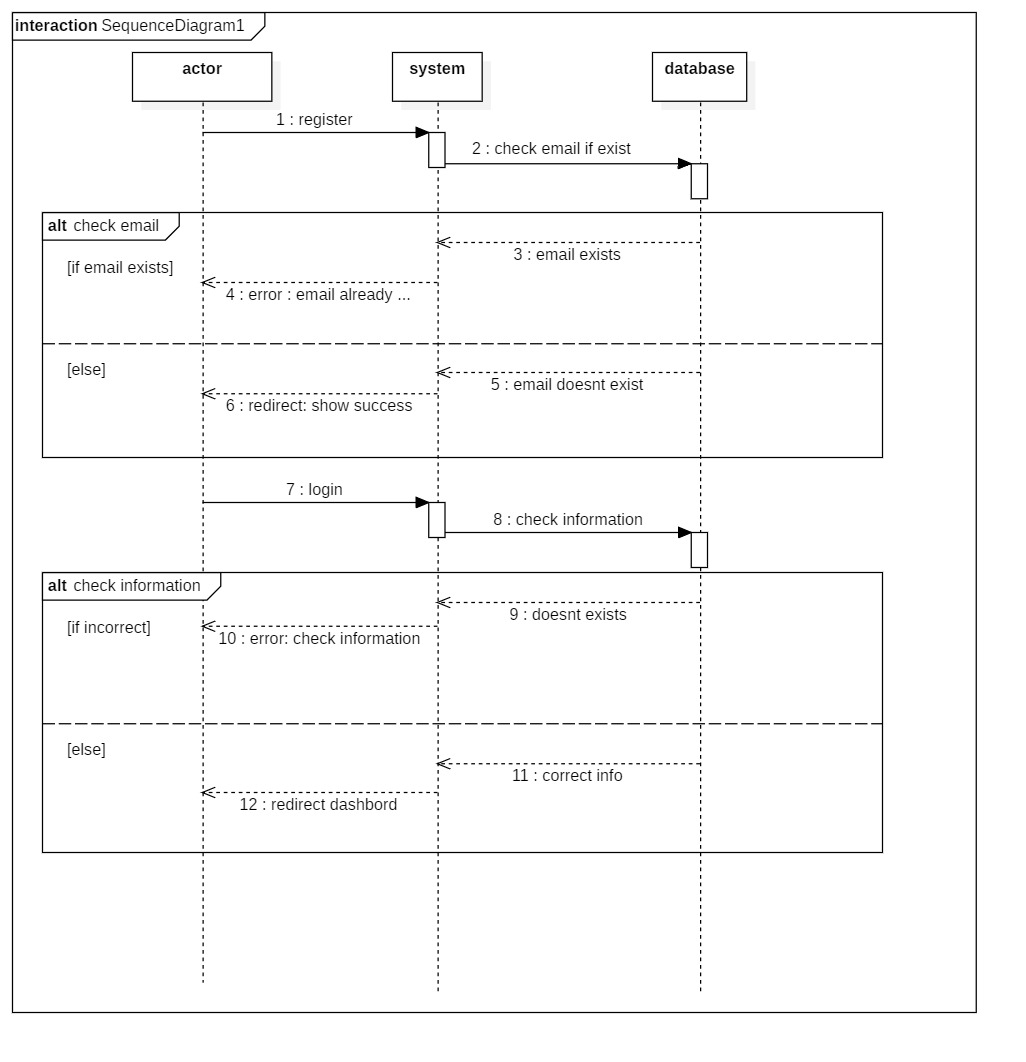 interaction SequenceDiagram1
actor
system
database
1 : register
2 : check email if exist
alt check email
3 : email exists
[if email exists]
4 : error : email already ...
[else]
5 : email doesnt exist
6 : redirect: show success
7 : login
8 : check information
alt check information
9 : doesnt exists
[if incorrect]
10 : error: check information
[else]
11 : correct info
12 : redirect dashbord